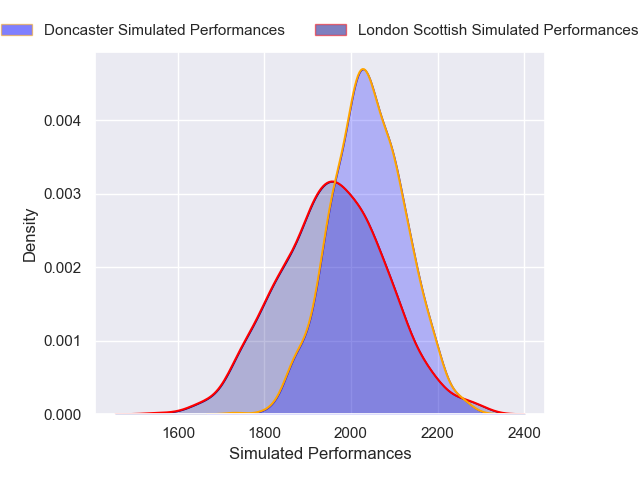 Doncaster Simulated Performances
London Scottish Simulated Performances
Density
0.004
0.003
0.002
0.001
0.000
1600 1800 2000 2200 2400
Simulated Performances